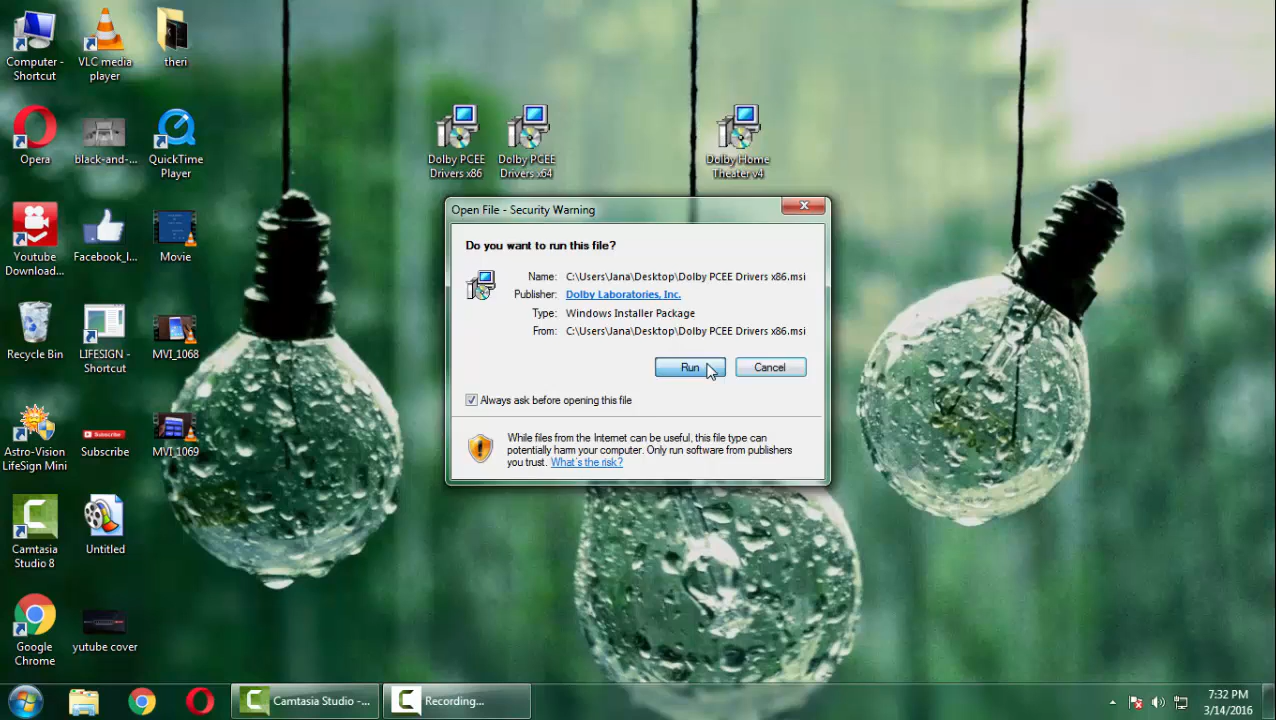 Computer -
Shortcut
VLC media
player
theri
Opera
black-and-...
QuickTime
Player
Youtube
Download...
Facebook_I...
Movie
Recycle Bin
LIFESIGN -
Shortcut
MVI_1068
Astro-Vision
LifeSign Mini
Subscribe
Subscribe
MVI_1069
Camtasia
Studio 8
Untitled
Google
Chrome
yutube cover
Dolby PCEE
Drivers x86
Dolby PCEE
Drivers x64
Dolby Home
Theater v4
Open File - Security Warning
Do you want to run this file?
Name: C:\Users\Jana\Desktop\Dolby PCEE Drivers x86.msi
Publisher: Dolby Laboratories, Inc.
Type: Windows Installer Package
From: C:\Users\Jana\Desktop\Dolby PCEE Drivers x86.msi
Run Cancel
Always ask before opening this file
While files from the Internet can be useful, this file type can
potentially harm your computer. Only run software from publishers
you trust. What's the risk?
Camtasia Studio -...
Recording...
7:32 PM
3/14/2016